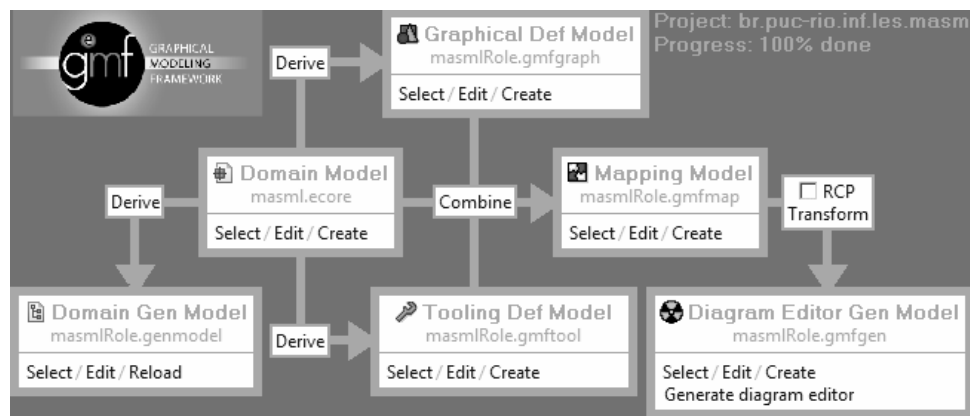 e
gmf
GRAPHICAL
MODELING
FRAMEWORK
Project: br.puc-rio.inf.les.masm
Progress: 100% done
Graphical Def Model
masmlRole.gmfgraph
Select / Edit / Create
Derive
Domain Model
masml.ecore
Select / Edit / Create
Derive
Combine
Mapping Model
masmlRole.gmfmap
Select / Edit / Create
RCP
Transform
Domain Gen Model
masmlRole.genmodel
Select / Edit / Reload
Derive
Tooling Def Model
masmlRole.gmftool
Select / Edit / Create
Diagram Editor Gen Model
masmlRole.gmfgen
Select / Edit / Create
Generate diagram editor